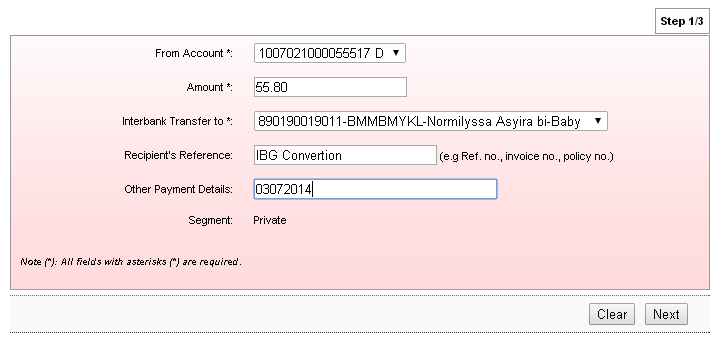 Step 1/3
From Account *: 1007021000055517 D
Amount *: 55.80
Interbank Transfer to *: 890190019011-BMMBMYKL-Normilyssa Asyira bi-Baby
Recipient's Reference: IBG Convertion (e.g Ref. no., invoice no., policy no.)
Other Payment Details: 03072014
Segment: Private
Note (*): All fields with asterisks (*) are required.
Clear Next